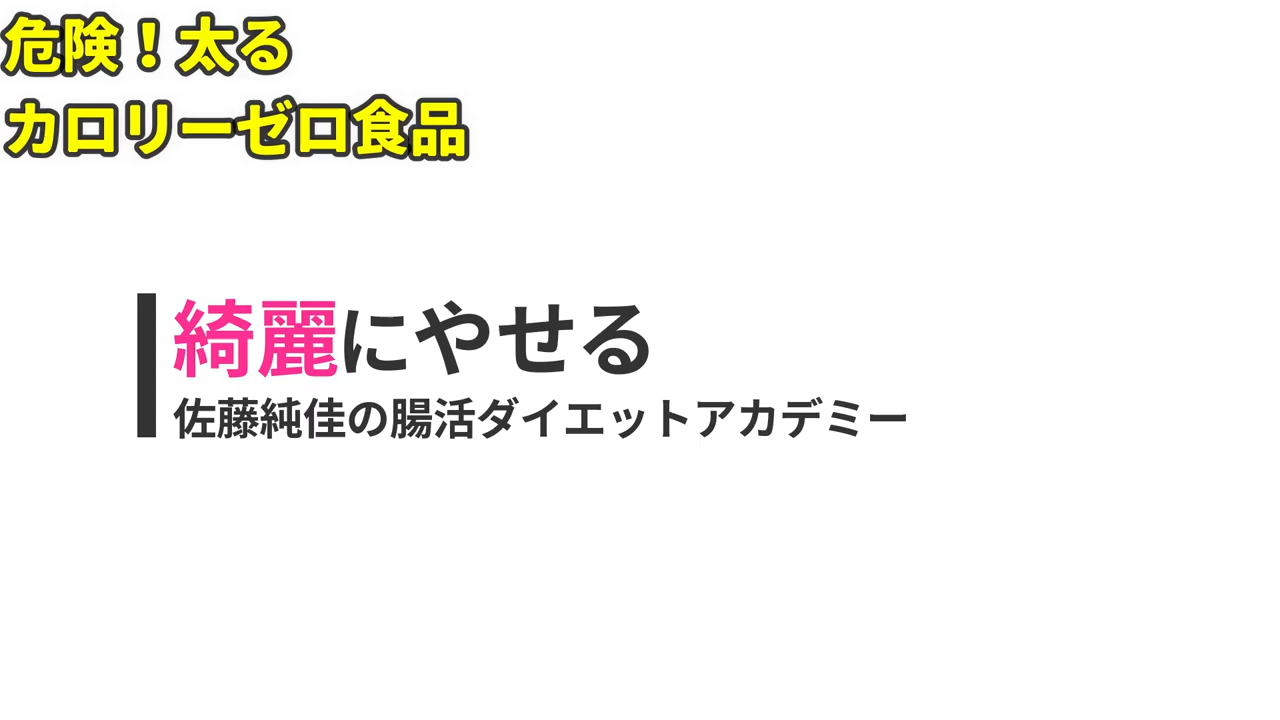 危険！太る
カロリーゼロ食品
綺麗にやせる
佐藤純佳の腸活ダイエットアカデミー